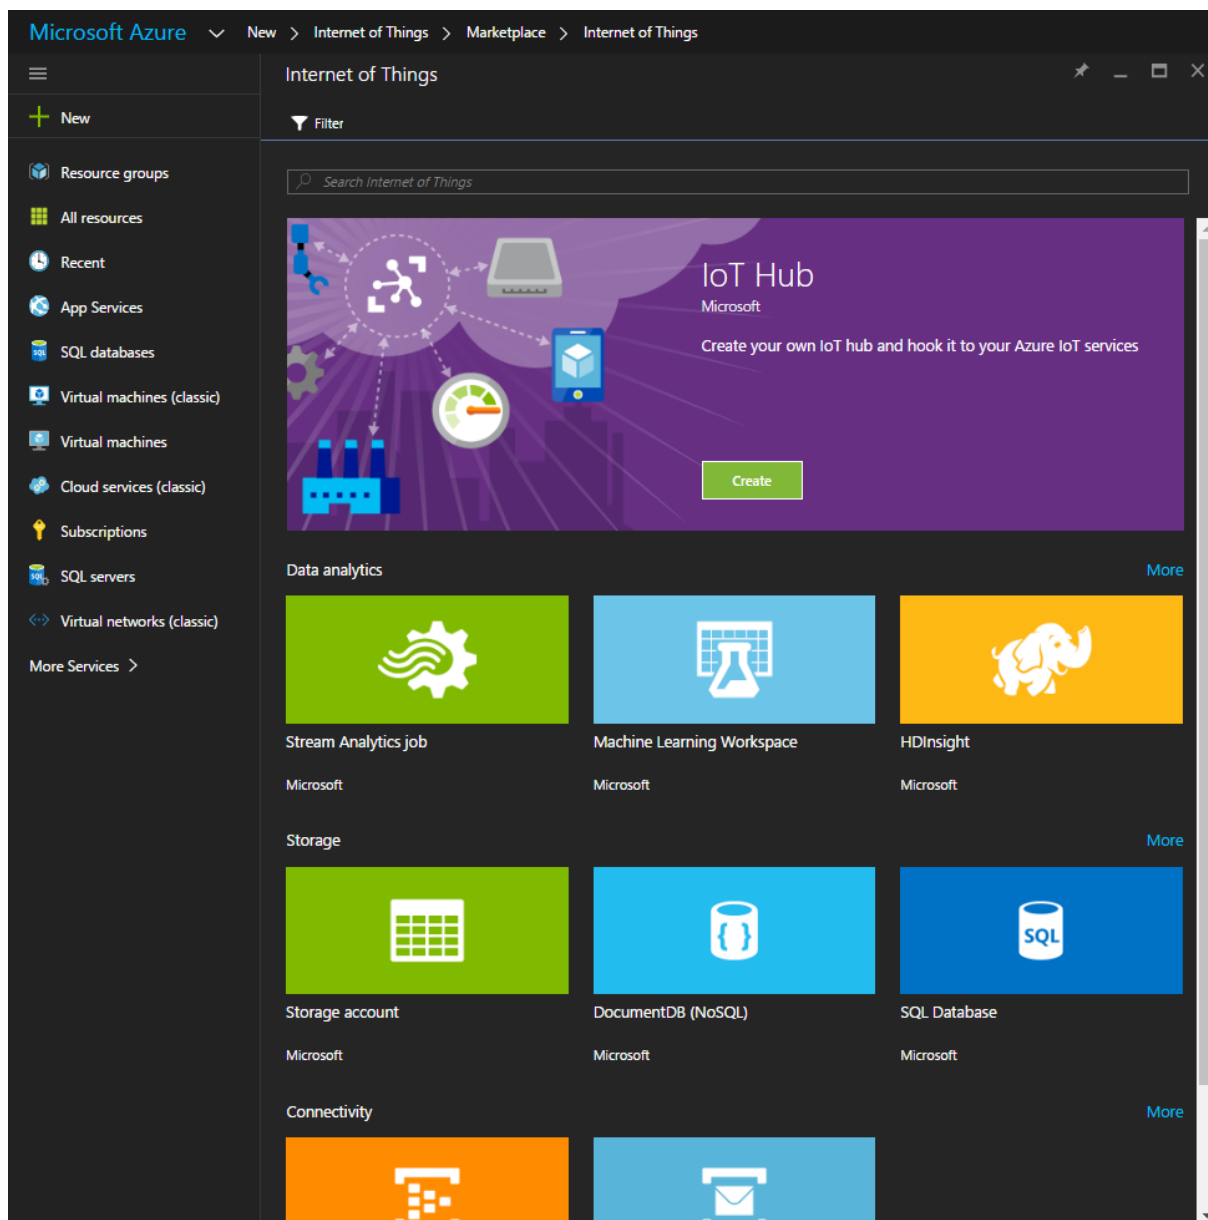 Microsoft Azure New > Internet of Things > Marketplace > Internet of Things
Internet of Things
New
Filter
Resource groups
Search Internet of Things
All resources
Recent
App Services
SQL databases
Virtual machines (classic)
Virtual machines
Cloud services (classic)
Subscriptions
SQL servers
Virtual networks (classic)
More Services >
IoT Hub
Microsoft
Create your own IoT hub and hook it to your Azure IoT services
Create
Data analytics More
Stream Analytics job Machine Learning Workspace HDInsight
Microsoft Microsoft Microsoft
Storage More
SQL
Storage account DocumentDB (NoSQL) SQL Database
Microsoft Microsoft Microsoft
Connectivity More